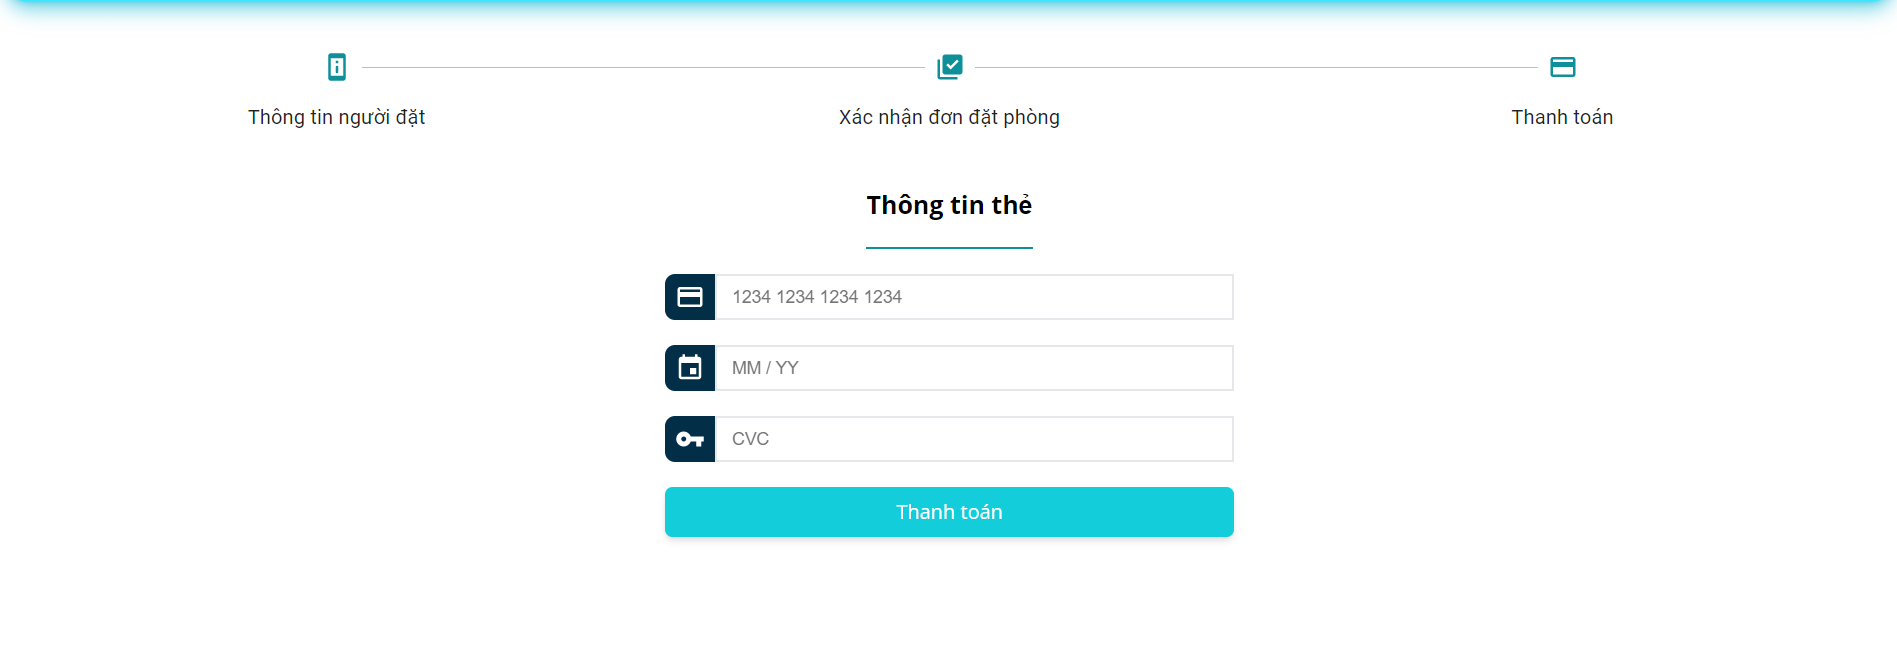 Thông tin người đặt
Xác nhận đơn đặt phòng
Thanh toán
Thông tin thẻ
1234 1234 1234 1234
MM / YY
CVC
Thanh toán